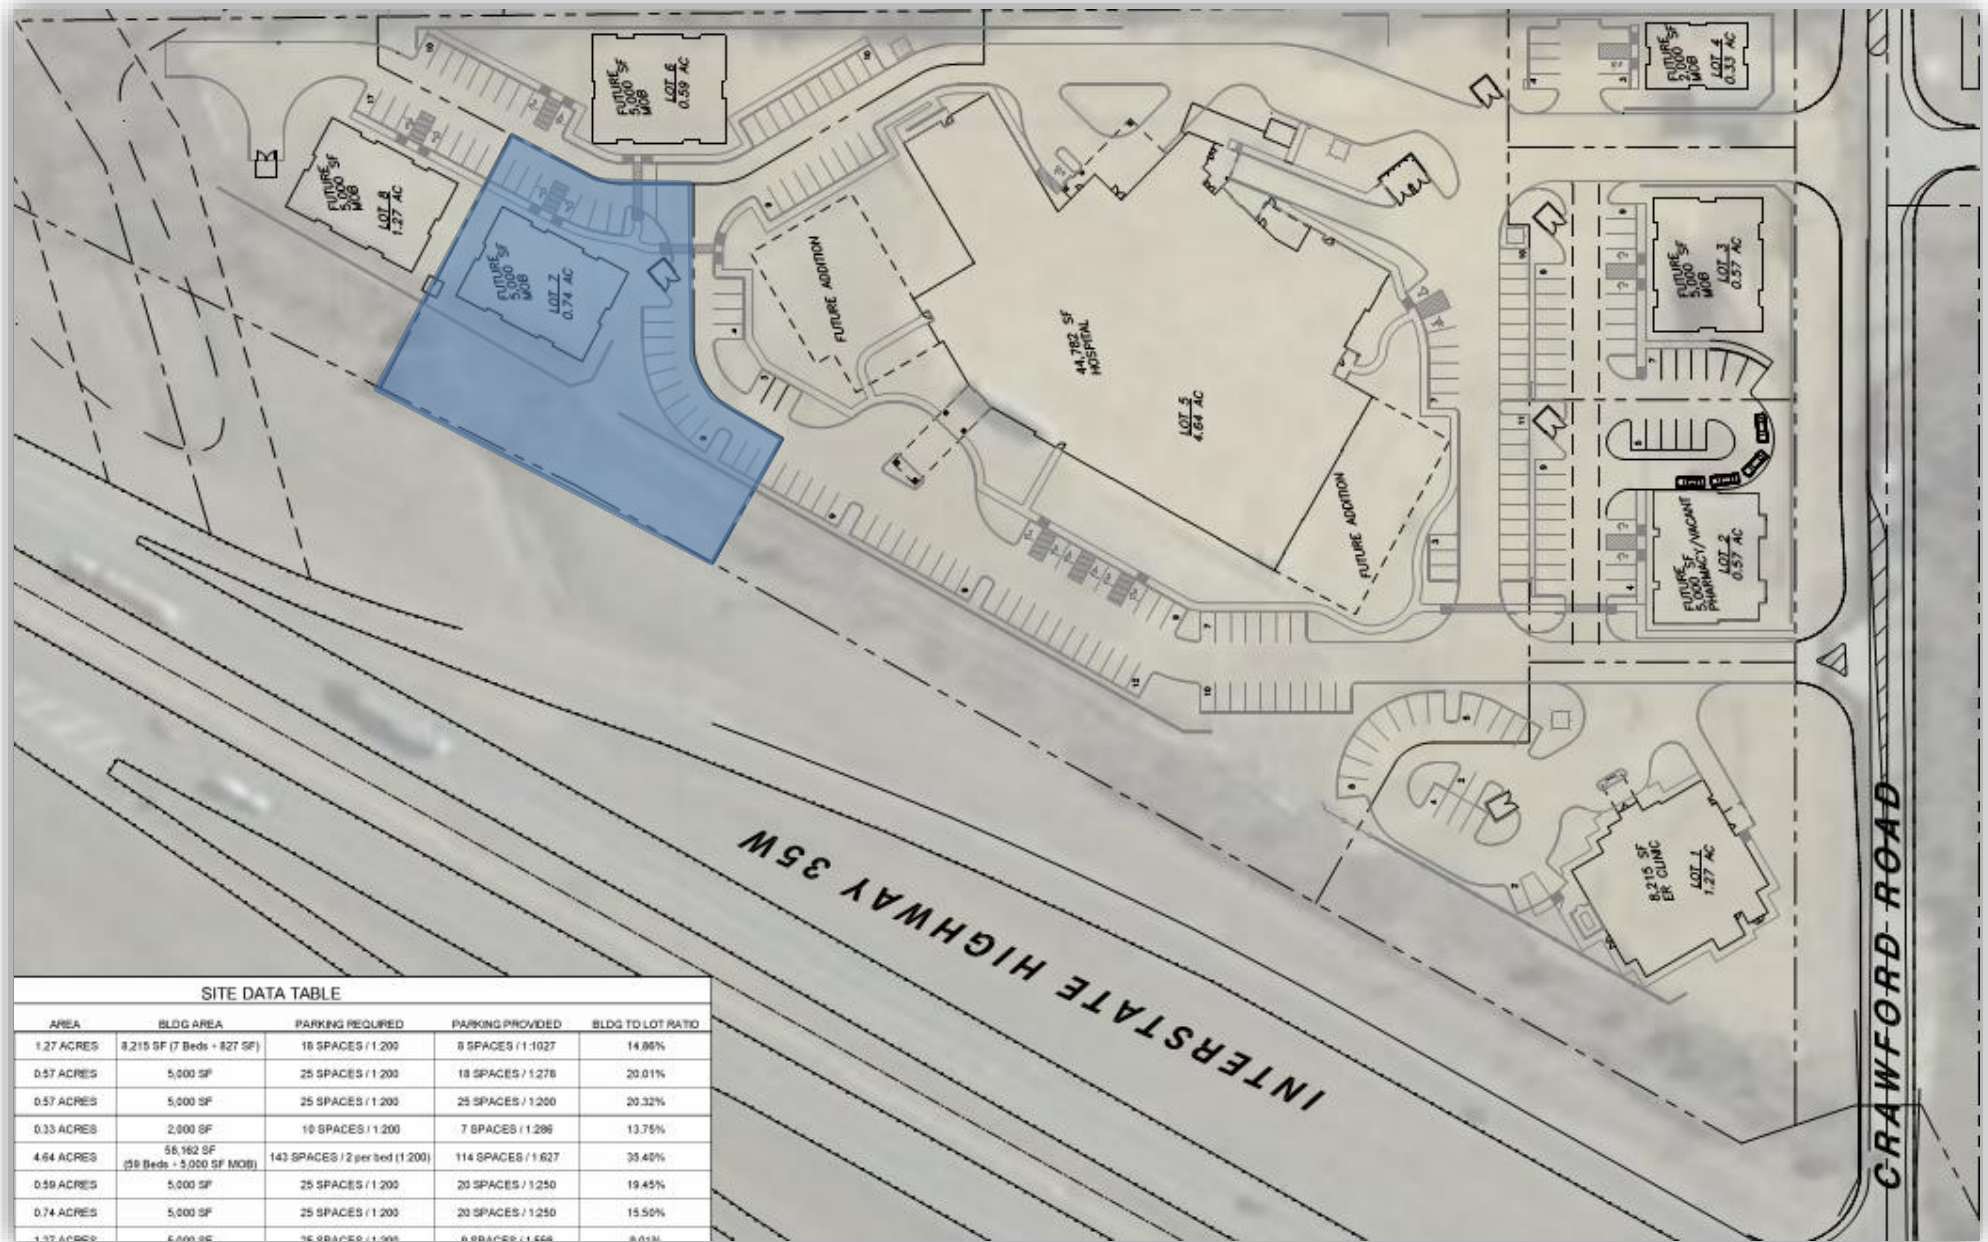 FUTURE
5,000 SF
MOB
LOT 6
0.59 AC
FUTURE SF
2,000
MOB
LOT 4
0.33 AC
FUTURE SF
5,000
MOB
LOT 8
1.27 AC
FUTURE SF
5,000
MOB
LOT 7
0.74 AC
FUTURE ADDITION
44,782 SF
HOSPITAL
LOT 5
4.64 AC
FUTURE SF
5,000
MOB
LOT 3
0.57 AC
FUTURE ADDITION
FUTURE
5,000 SF
PHARMACY/VACANT
LOT 2
0.57 AC
8,215 SF
ER CLINIC
LOT 1
1.27 AC
INTERSTATE HIGHWAY 35W
CRAWFORD ROAD
SITE DATA TABLE
AREA BLDG AREA PARKING REQUIRED PARKING PROVIDED BLDG TO LOT RATIO
1.27 ACRES 8,215 SF (7 Beds + 827 SF) 18 SPACES / 1:200 8 SPACES / 1:1027 14.86%
0.57 ACRES 5,000 SF 25 SPACES / 1:200 18 SPACES / 1:278 20.01%
0.57 ACRES 5,000 SF 25 SPACES / 1:200 25 SPACES / 1:200 20.32%
0.33 ACRES 2,000 SF 10 SPACES / 1:200 7 SPACES / 1:286 13.75%
4.64 ACRES 58,162 SF
(59 Beds + 5,000 SF MOB) 143 SPACES / 2 per bed (1:200) 114 SPACES / 1:627 35.40%
0.59 ACRES 5,000 SF 25 SPACES / 1:200 20 SPACES / 1:250 19.45%
0.74 ACRES 5,000 SF 25 SPACES / 1:200 20 SPACES / 1:250 15.50%
1.27 ACRES 5,000 SF 25 SPACES / 1:200